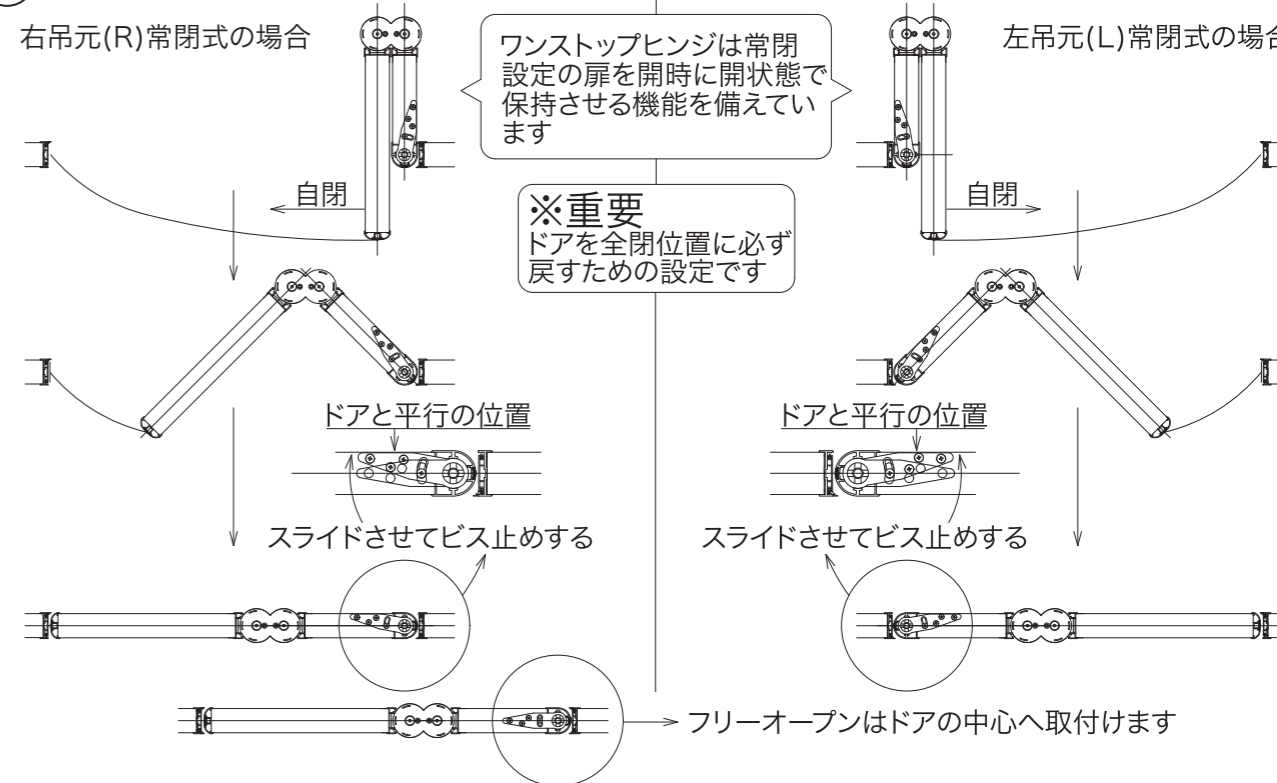 右吊元(R)常閉式の場合
ワンストップヒンジは常閉
設定の扉を開時に開状態で
保持させる機能を備えてい
ます
左吊元(L)常閉式の場合
自閉
※重要
ドアを全閉位置に必ず
戻すための設定です
自閉
ドアと平行の位置
ドアと平行の位置
スライドさせてビス止めする
スライドさせてビス止めする
フリーオープンはドアの中心へ取付けます